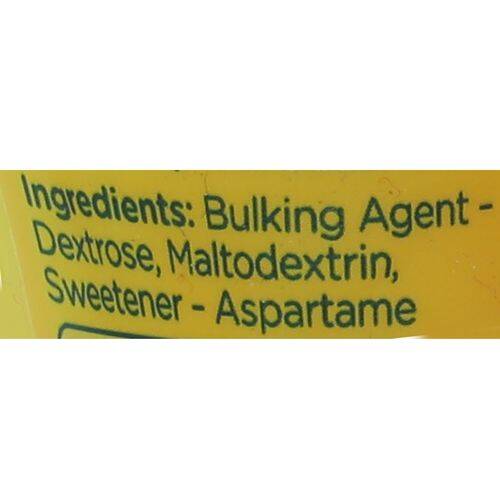 Ingredients: Bulking Agent -
Dextrose, Maltodextrin,
Sweetener - Aspartame